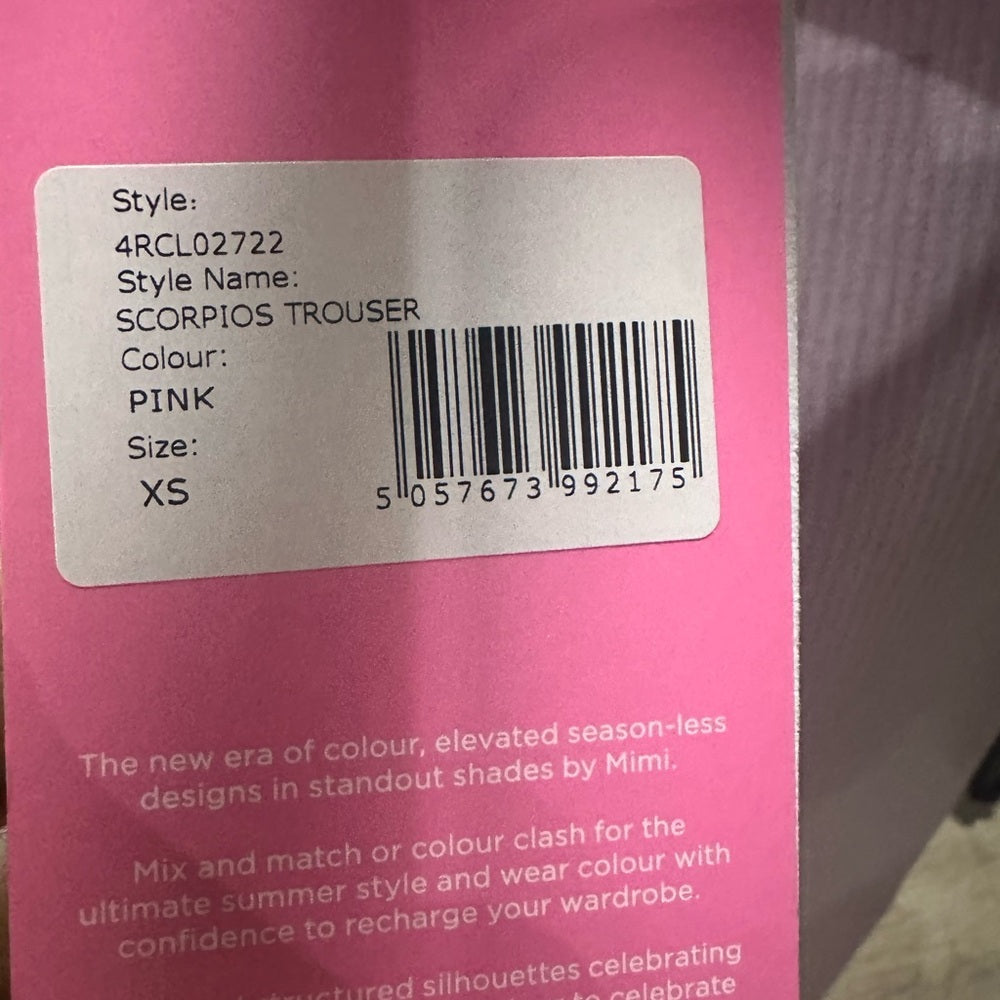 Style:
4RCL02722
Style Name:
SCORPIOS TROUSER
Colour:
PINK
Size:
XS
5 057673 992175
The new era of colour, elevated season-less
designs in standout shades by Mimi.
Mix and match or colour clash for the
ultimate summer style and wear colour with
confidence to recharge your wardrobe.
silhouettes celebrating
to celebrate